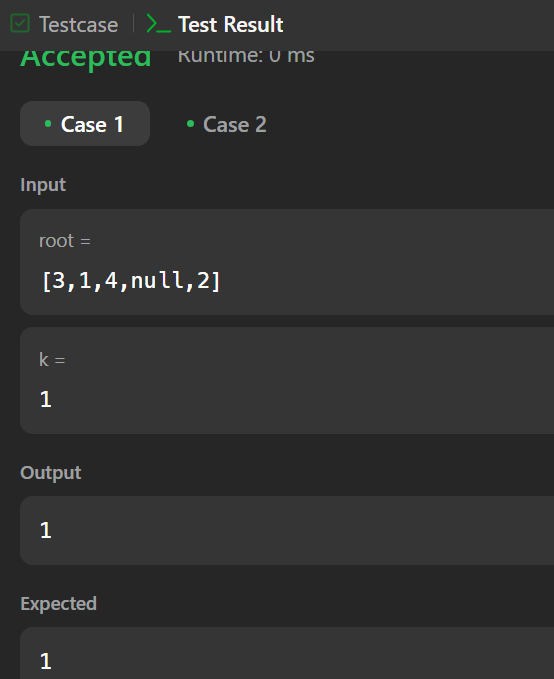 Testcase Test Result
Accepted Runtime: 0 ms
Case 1 Case 2
Input
root =
[3,1,4,null,2]
k =
1
Output
1
Expected
1